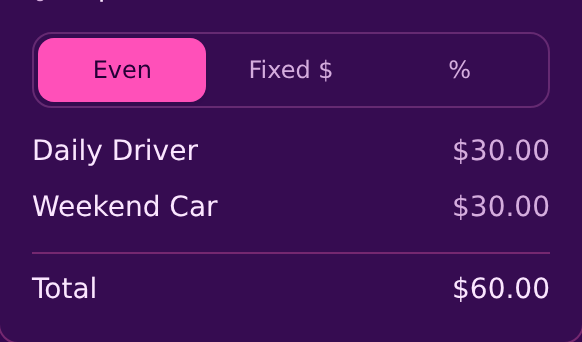 Even Fixed $ %
Daily Driver $30.00
Weekend Car $30.00
Total $60.00